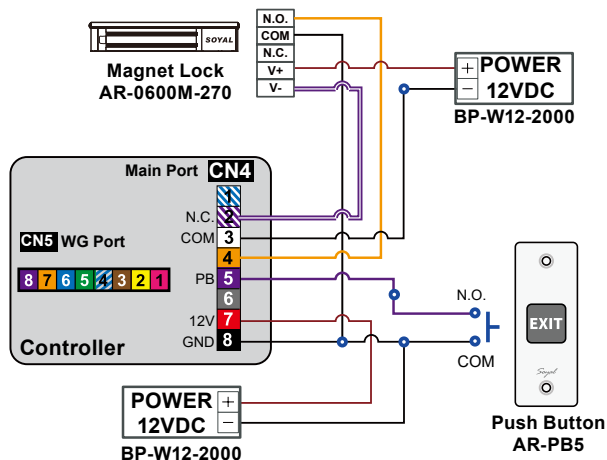 SOYAL
Magnet Lock
AR-0600M-270
N.O.
COM
N.C.
V+
V-
+
POWER
−
12VDC
BP-W12-2000
Main Port CN4
1
N.C. 2
COM 3
4
PB 5
6
12V 7
GND 8
CN5 WG Port
8 7 6 5 4 3 2 1
Controller
N.O.
COM
EXIT
Soyal
Push Button
AR-PB5
POWER +
12VDC −
BP-W12-2000